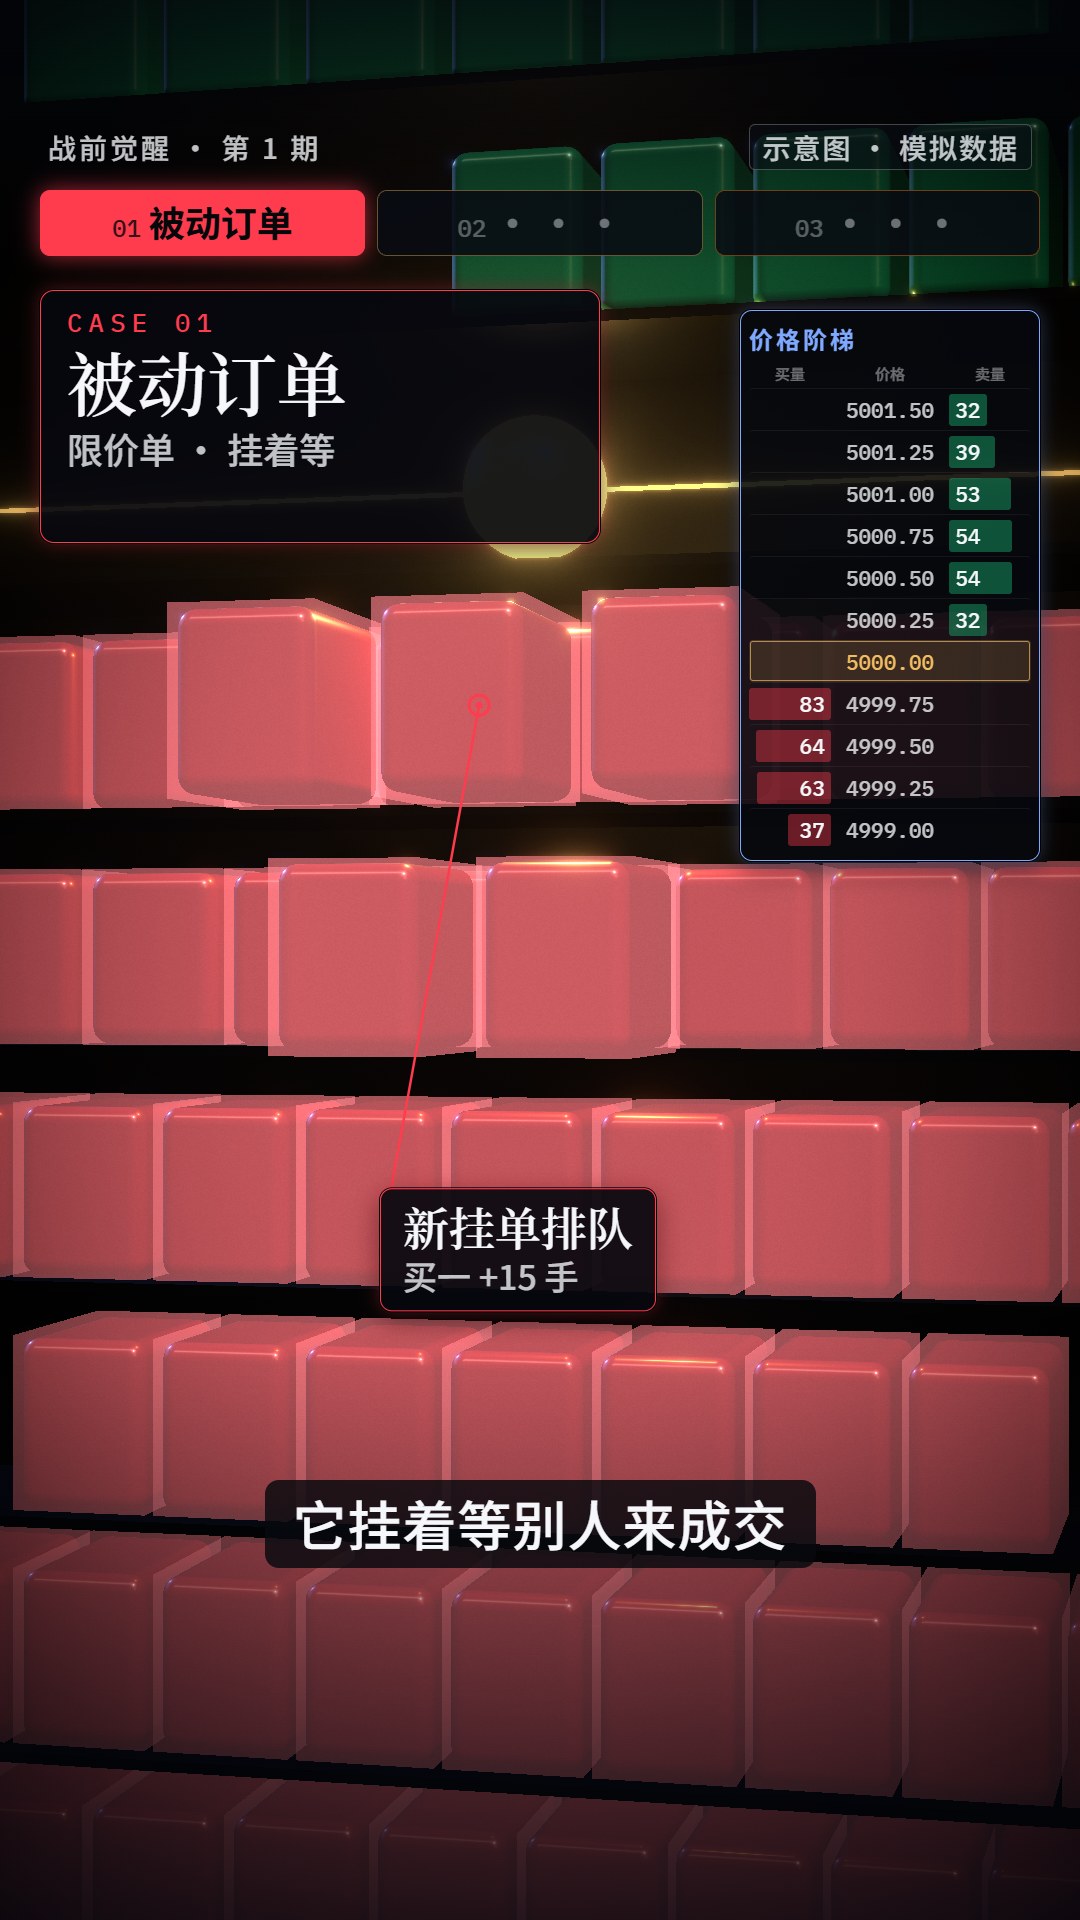 战前觉醒 · 第 1 期
示意图 · 模拟数据
01 被动订单
02 • • •
03 • • •
CASE 01
被动订单
限价单 · 挂着等
价格阶梯
买量 价格 卖量
5001.50 32
5001.25 39
5001.00 53
5000.75 54
5000.50 54
5000.25 32
5000.00
83 4999.75
64 4999.50
63 4999.25
37 4999.00
新挂单排队
买一 +15 手
它挂着等别人来成交